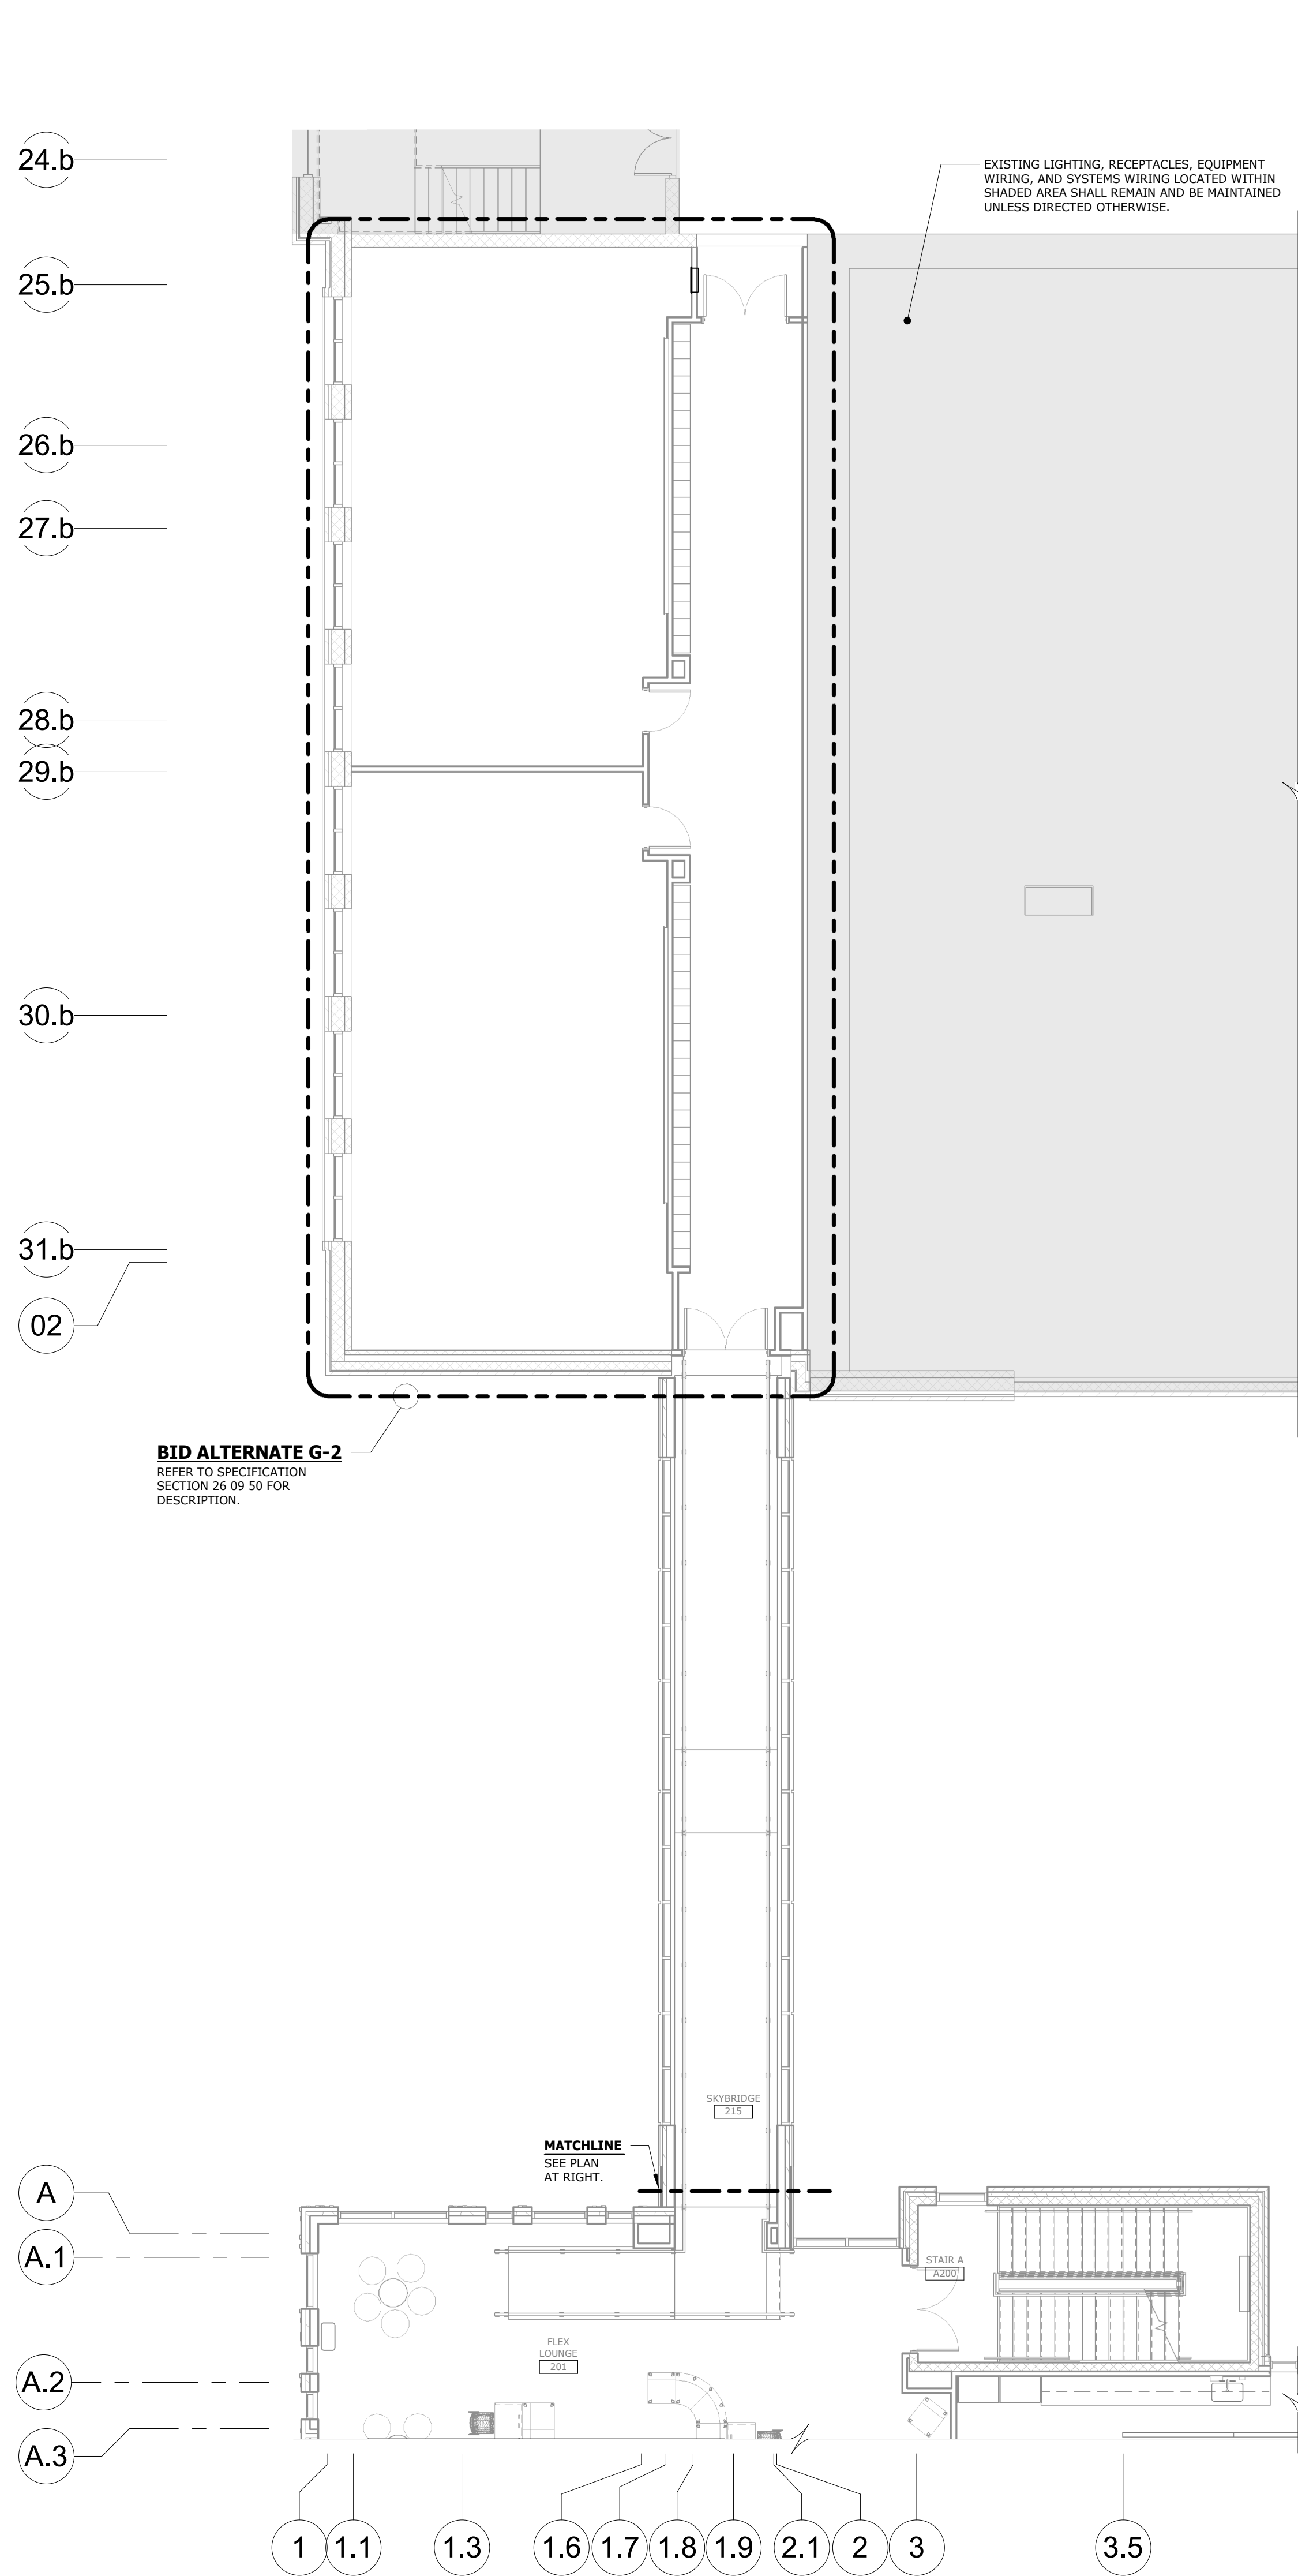 24.b
EXISTING LIGHTING, RECEPTACLES, EQUIPMENT
WIRING, AND SYSTEMS WIRING LOCATED WITHIN
SHADED AREA SHALL REMAIN AND BE MAINTAINED
UNLESS DIRECTED OTHERWISE.
25.b
26.b
27.b
28.b
29.b
30.b
31.b
02
BID ALTERNATE G-2
REFER TO SPECIFICATION
SECTION 26 09 50 FOR
DESCRIPTION.
SKYBRIDGE
215
MATCHLINE
SEE PLAN
AT RIGHT.
A
A.1
STAIR A
A200
FLEX
LOUNGE
201
A.2
A.3
1
1.1
1.3
1.6
1.7
1.8
1.9
2.1
2
3
3.5